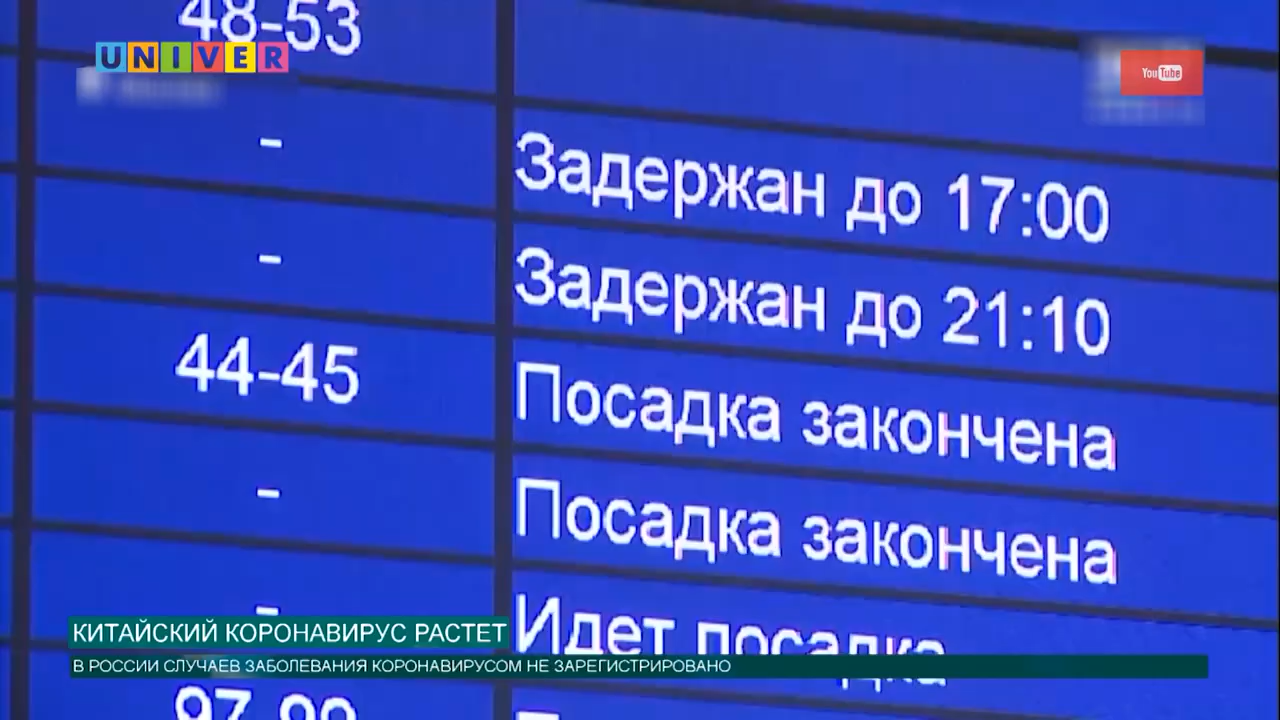 48-53
UNIVER
YouTube
- Задержан до 17:00
- Задержан до 21:10
44-45 Посадка закончена
- Посадка закончена
- Идет посадка
КИТАЙСКИЙ КОРОНАВИРУС РАСТЕТ
В РОССИИ СЛУЧАЕВ ЗАБОЛЕВАНИЯ КОРОНАВИРУСОМ НЕ ЗАРЕГИСТРИРОВАНО